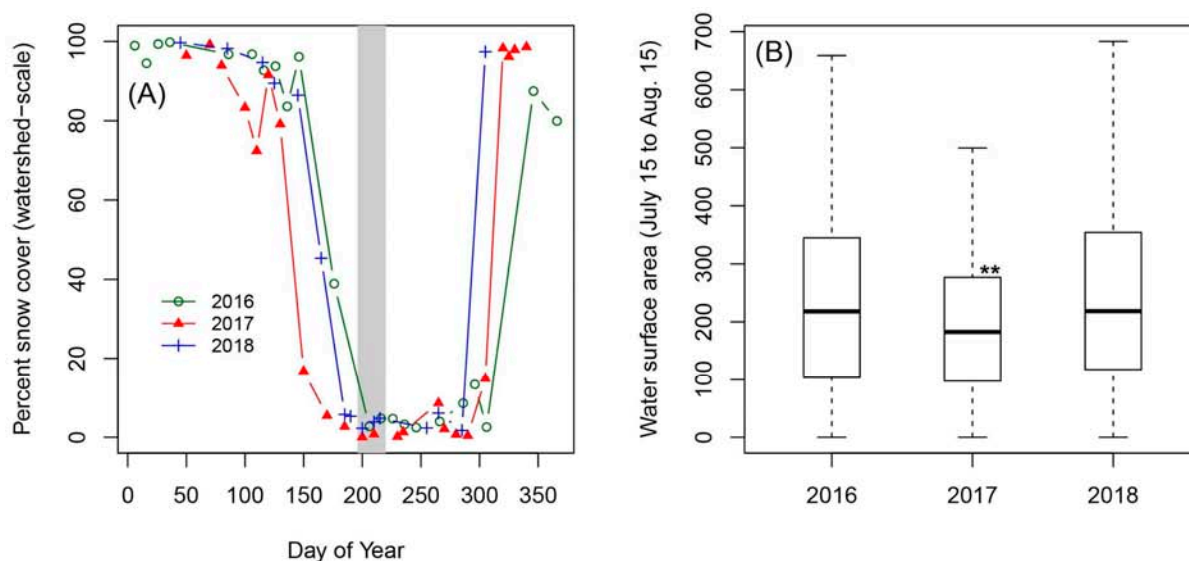 Percent snow cover (watershed−scale)
100
80
60
40
20
0
(A)
2016
2017
2018
0 50 100 150 200 250 300 350
Day of Year
Water surface area (July 15 to Aug. 15)
700
600
500
400
300
200
100
0
(B)
**
2016 2017 2018